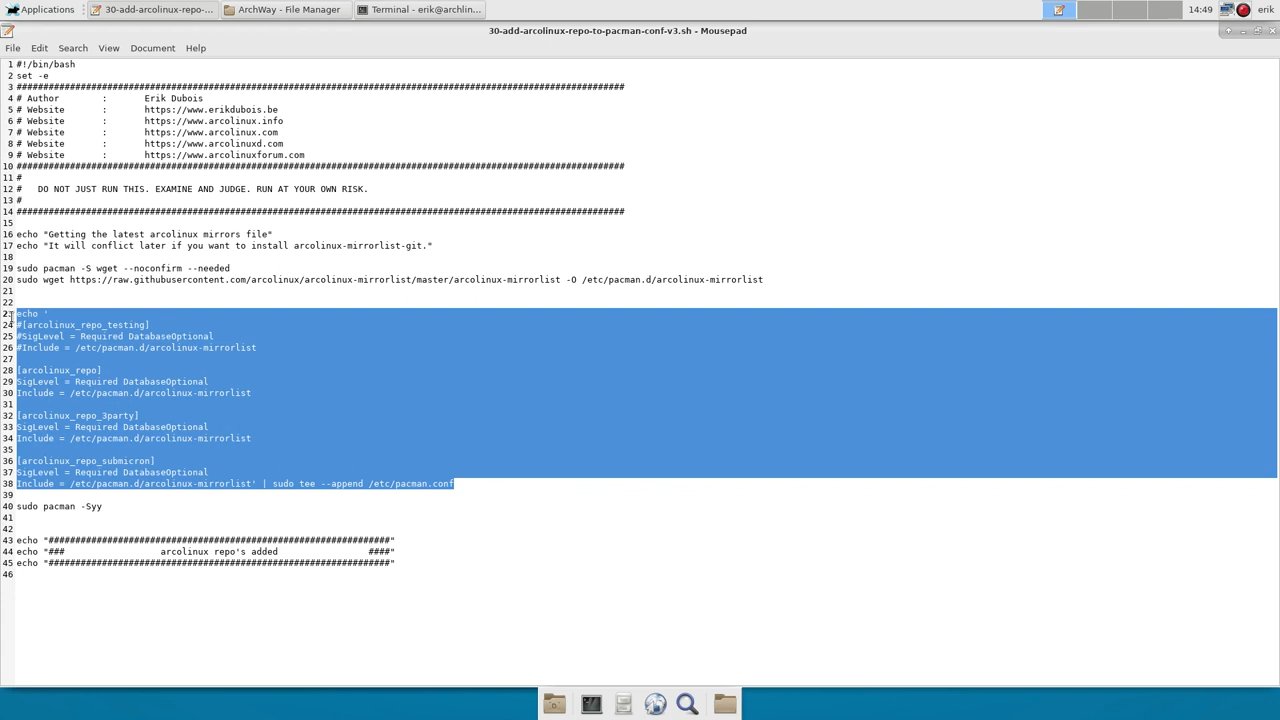 Applications
30-add-arcolinux-repo-...
ArchWay - File Manager
Terminal - erik@archlin...
14:49
erik
30-add-arcolinux-repo-to-pacman-conf-v3.sh - Mousepad
File Edit Search View Document Help
1 #!/bin/bash
2 set -e
3 ##################################################################################################################
4 # Author : Erik Dubois
5 # Website : https://www.erikdubois.be
6 # Website : https://www.arcolinux.info
7 # Website : https://www.arcolinux.com
8 # Website : https://www.arcolinuxd.com
9 # Website : https://www.arcolinuxforum.com
10 ##################################################################################################################
11 #
12 # DO NOT JUST RUN THIS. EXAMINE AND JUDGE. RUN AT YOUR OWN RISK.
13 #
14 ##################################################################################################################
15
16 echo "Getting the latest arcolinux mirrors file"
17 echo "It will conflict later if you want to install arcolinux-mirrorlist-git."
18
19 sudo pacman -S wget --noconfirm --needed
20 sudo wget https://raw.githubusercontent.com/arcolinux/arcolinux-mirrorlist/master/arcolinux-mirrorlist -O /etc/pacman.d/arcolinux-mirrorlist
21
22
23 echo '
24 #[arcolinux_repo_testing]
25 #SigLevel = Required DatabaseOptional
26 #Include = /etc/pacman.d/arcolinux-mirrorlist
27
28 [arcolinux_repo]
29 SigLevel = Required DatabaseOptional
30 Include = /etc/pacman.d/arcolinux-mirrorlist
31
32 [arcolinux_repo_3party]
33 SigLevel = Required DatabaseOptional
34 Include = /etc/pacman.d/arcolinux-mirrorlist
35
36 [arcolinux_repo_submicron]
37 SigLevel = Required DatabaseOptional
38 Include = /etc/pacman.d/arcolinux-mirrorlist' | sudo tee --append /etc/pacman.conf
39
40 sudo pacman -Syy
41
42
43 echo "################################################################"
44 echo "### arcolinux repo's added ####"
45 echo "################################################################"
46